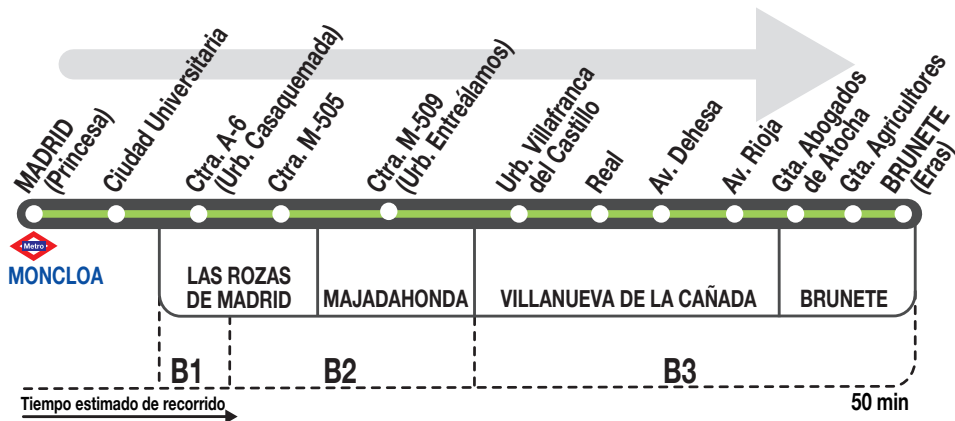 MADRID
(Princesa)
Ciudad Universitaria
Ctra. A-6
(Urb. Casaquemada)
Ctra. M-505
Ctra. M-509
(Urb. Entreálamos)
Urb. Villafranca
del Castillo
Real
Av. Dehesa
Av. Rioja
Gta. Abogados
de Atocha
Gta. Agricultores
BRUNETE
(Eras)
Metro
MONCLOA
LAS ROZAS
DE MADRID
MAJADAHONDA
VILLANUEVA DE LA CAÑADA
BRUNETE
B1
B2
B3
Tiempo estimado de recorrido
50 min